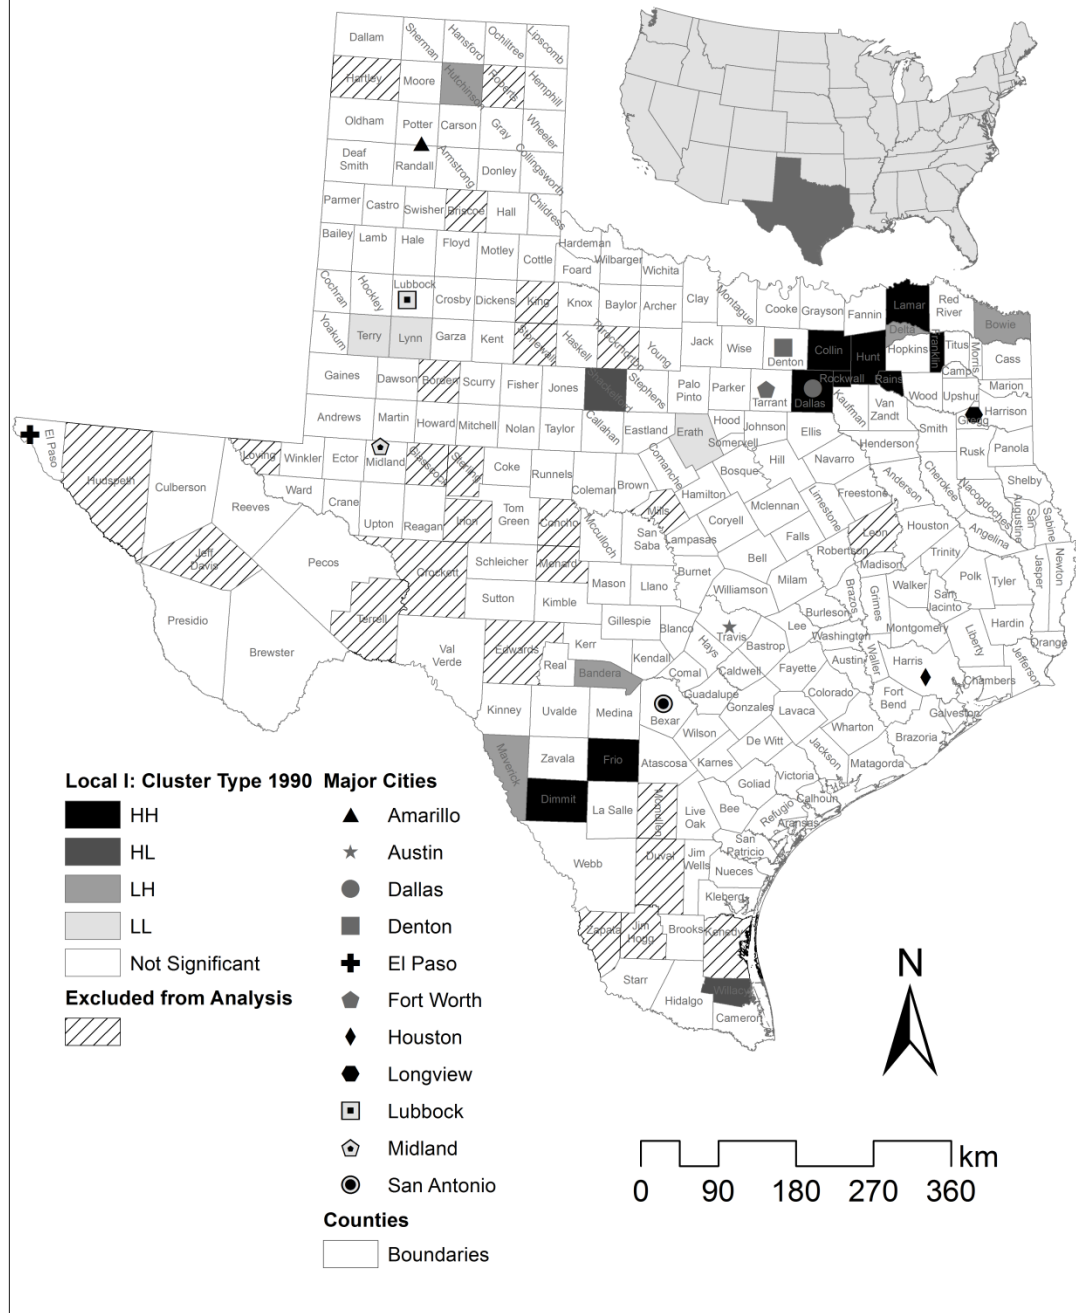 Dallam
Sherman
Hansford
Ochiltree
Lipscomb
Hartley
Moore
Hutchinson
Roberts
Hemphill
Oldham
Potter
Carson
Gray
Wheeler
Deaf
Smith
Randall
Armstrong
Donley
Collingsworth
Parmer
Castro
Swisher
Briscoe
Hall
Childress
Bailey
Lamb
Hale
Floyd
Motley
Cottle
Hardeman
Foard
Wilbarger
Wichita
Cochran
Hockley
Lubbock
Crosby
Dickens
King
Knox
Baylor
Archer
Clay
Montague
Cooke
Grayson
Fannin
Lamar
Red
River
Bowie
Delta
Yoakum
Terry
Lynn
Garza
Kent
Stonewall
Haskell
Throckmorton
Young
Jack
Wise
Denton
Collin
Hunt
Hopkins
Franklin
Titus
Morris
Cass
Camp
Marion
Gaines
Dawson
Borden
Scurry
Fisher
Jones
Shackelford
Stephens
Palo
Pinto
Parker
Tarrant
Dallas
Rockwall
Rains
Kaufman
Van
Zandt
Wood
Upshur
Gregg
Harrison
Andrews
Martin
Howard
Mitchell
Nolan
Taylor
Callahan
Eastland
Erath
Hood
Somervell
Johnson
Ellis
Henderson
Smith
Rusk
Panola
El Paso
Hudspeth
Culberson
Loving
Winkler
Ector
Midland
Glasscock
Sterling
Coke
Runnels
Coleman
Brown
Comanche
Hamilton
Bosque
Hill
Navarro
Anderson
Cherokee
Nacogdoches
Shelby
Reeves
Ward
Crane
Upton
Reagan
Irion
Tom
Green
Concho
Mcculloch
San
Saba
Mills
Lampasas
Coryell
Mclennan
Limestone
Freestone
Leon
Houston
Angelina
San
Augustine
Sabine
Jeff
Davis
Pecos
Crockett
Schleicher
Menard
Mason
Llano
Burnet
Bell
Falls
Robertson
Madison
Trinity
Polk
Tyler
Jasper
Newton
Presidio
Brewster
Terrell
Sutton
Kimble
Gillespie
Blanco
Williamson
Milam
Brazos
Grimes
Walker
San
Jacinto
Hardin
Val
Verde
Edwards
Real
Kerr
Kendall
Hays
Travis
Bastrop
Lee
Burleson
Washington
Montgomery
Liberty
Orange
Bandera
Comal
Caldwell
Fayette
Austin
Waller
Harris
Chambers
Jefferson
Kinney
Uvalde
Medina
Bexar
Guadalupe
Gonzales
Lavaca
Colorado
Fort
Bend
Galveston
Wilson
De Witt
Wharton
Brazoria
Maverick
Zavala
Frio
Atascosa
Karnes
Goliad
Victoria
Jackson
Matagorda
Dimmit
La Salle
Mcmullen
Live
Oak
Bee
Refugio
Calhoun
Aransas
San
Patricio
Webb
Duval
Jim
Wells
Nueces
Kleberg
Zapata
Jim
Hogg
Brooks
Kenedy
Starr
Hidalgo
Willacy
Cameron
Local I: Cluster Type 1990
HH
HL
LH
LL
Not Significant
Excluded from Analysis
Major Cities
Amarillo
Austin
Dallas
Denton
El Paso
Fort Worth
Houston
Longview
Lubbock
Midland
San Antonio
Counties
Boundaries
N
km
0 90 180 270 360